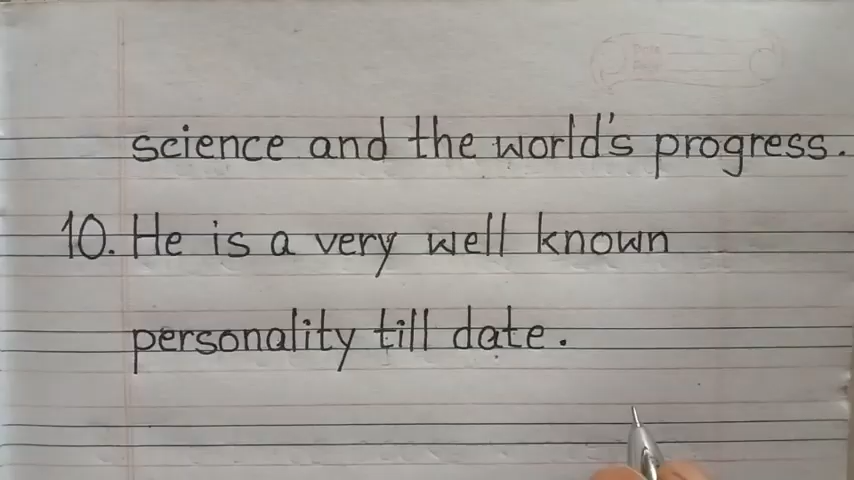 science and the world's progress.
10. He is a very well known
personality till date.